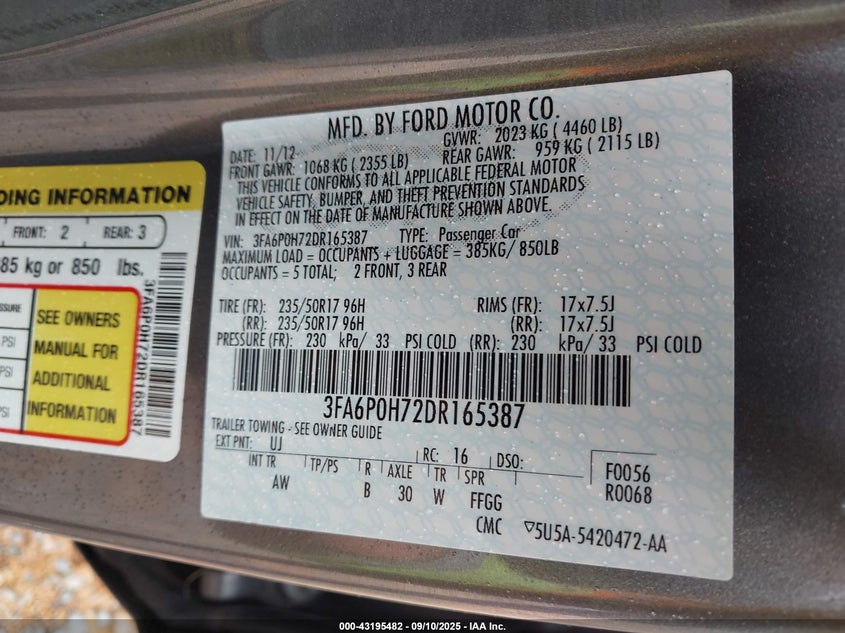 MFD. BY FORD MOTOR CO.
DATE: 11/12 GVWR: 2023 KG ( 4460 LB)
FRONT GAWR: 1068 KG ( 2355 LB) REAR GAWR: 959 KG ( 2115 LB)
THIS VEHICLE CONFORMS TO ALL APPLICABLE FEDERAL MOTOR
VEHICLE SAFETY, BUMPER, AND THEFT PREVENTION STANDARDS
IN EFFECT ON THE DATE OF MANUFACTURE SHOWN ABOVE.
VIN: 3FA6P0H72DR165387 TYPE: Passenger Car
MAXIMUM LOAD = OCCUPANTS + LUGGAGE = 385KG/ 850LB
OCCUPANTS = 5 TOTAL; 2 FRONT, 3 REAR
TIRE (FR): 235/50R17 96H RIMS (FR): 17x7.5J
(RR): 235/50R17 96H (RR): 17x7.5J
PRESSURE (FR): 230 kPa/ 33 PSI COLD (RR): 230 kPa/ 33 PSI COLD
3FA6P0H72DR165387
TRAILER TOWING - SEE OWNER GUIDE
EXT PNT: UJ RC: 16 DSO: F0056
R0068
INT TR TP/PS R AXLE TR SPR
AW B 30 W FFGG
CMC ▽5U5A-5420472-AA
DING INFORMATION
FRONT: 2 REAR: 3
85 kg or 850 lbs.
SSURE
PSI
PSI
PSI
SEE OWNERS
MANUAL FOR
ADDITIONAL
INFORMATION
3FA6P0H72DR165387
000-43195482 - 09/10/2025 - IAA Inc.